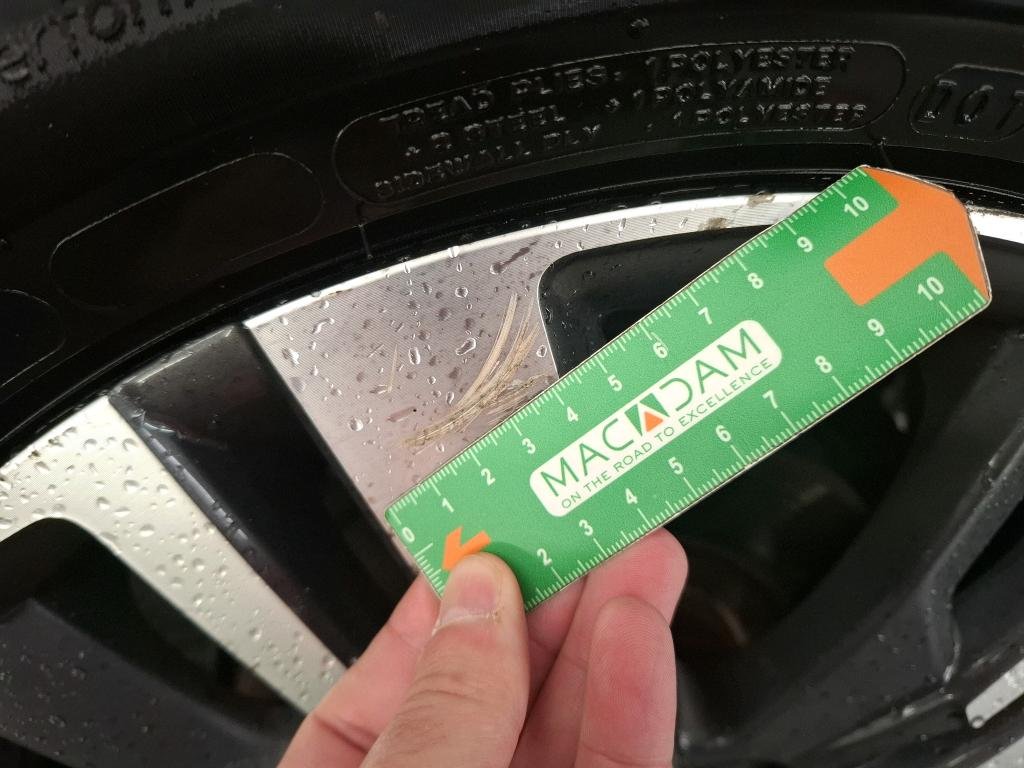 TREAD PLIES: 1 POLYESTER
+ 2 STEEL + 1 POLYAMIDE
SIDEWALL PLY 1 POLYESTER
DOT
0 1 2 3 4 5 6 7 8 9 10
MACADAM
ON THE ROAD TO EXCELLENCE
2 3 4 5 6 7 8 9 10